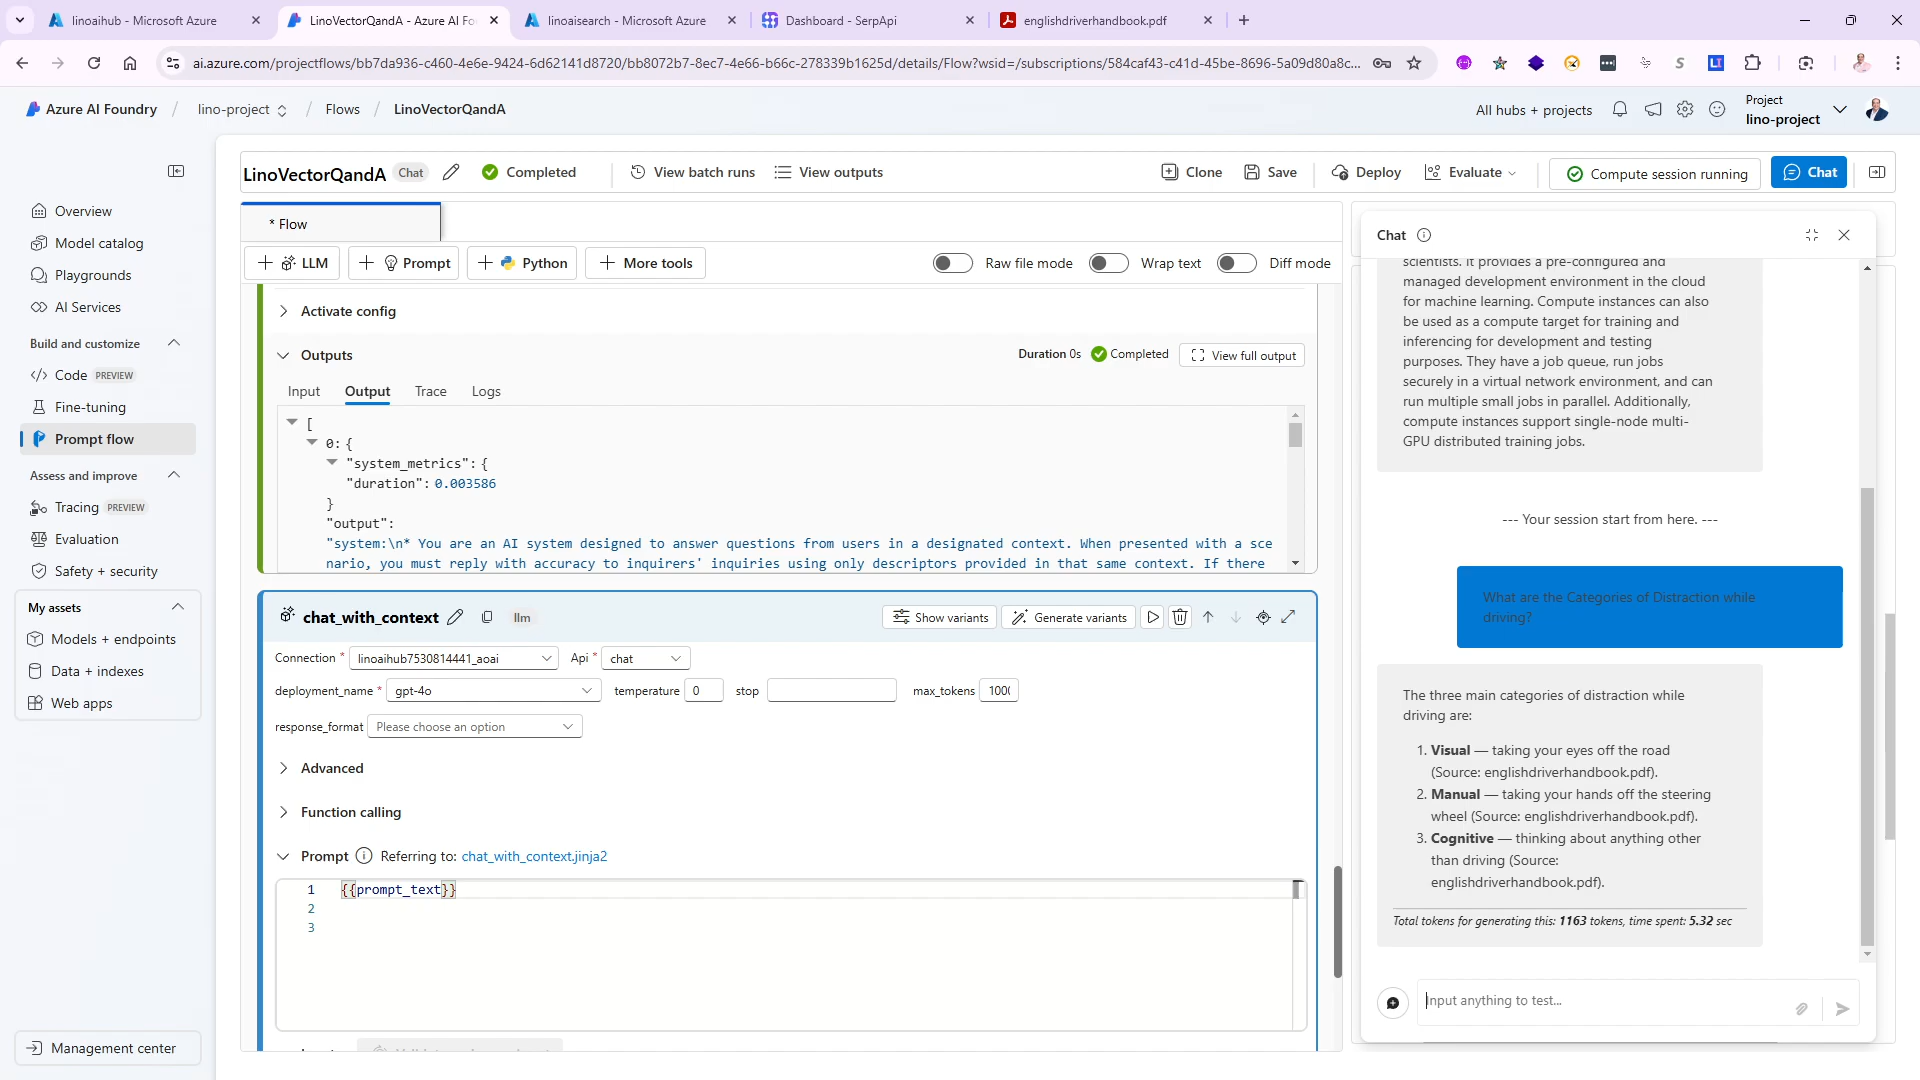 linoaihub - Microsoft Azure
LinoVectorQandA - Azure AI Fo
linoaisearch - Microsoft Azure
Dashboard - SerpApi
englishdriverhandbook.pdf
ai.azure.com/projectflows/bb7da936-c460-4e6e-9424-6d62141d8720/bb8072b7-8ec7-4e66-b66c-278339b1625d/details/Flow?wsid=/subscriptions/584caf43-c41d-45be-8696-5a09d80a8c...
Azure AI Foundry / lino-project / Flows / LinoVectorQandA
All hubs + projects
Project
lino-project
Overview
Model catalog
Playgrounds
AI Services
Build and customize
Code PREVIEW
Fine-tuning
Prompt flow
Assess and improve
Tracing PREVIEW
Evaluation
Safety + security
My assets
Models + endpoints
Data + indexes
Web apps
Management center
LinoVectorQandA Chat Completed View batch runs View outputs
Clone Save Deploy Evaluate Compute session running Chat
* Flow
LLM Prompt Python More tools
Raw file mode Wrap text Diff mode
Activate config
Outputs
Duration 0s Completed View full output
Input Output Trace Logs
[
0: {
"system_metrics": {
"duration": 0.003586
}
"output":
"system:\n* You are an AI system designed to answer questions from users in a designated context. When presented with a sce
nario, you must reply with accuracy to inquirers' inquiries using only descriptors provided in that same context. If there
chat_with_context llm
Show variants Generate variants
Connection * linoaihub7530814441_aoai Api * chat
deployment_name * gpt-4o temperature 0 stop max_tokens 100
response_format Please choose an option
Advanced
Function calling
Prompt Referring to: chat_with_context.jinja2
1 {{prompt_text}}
2
3
Chat
scientists. It provides a pre-configured and
managed development environment in the cloud
for machine learning. Compute instances can also
be used as a compute target for training and
inferencing for development and testing
purposes. They have a job queue, run jobs
securely in a virtual network environment, and can
run multiple small jobs in parallel. Additionally,
compute instances support single-node multi-
GPU distributed training jobs.
--- Your session start from here. ---
What are the Categories of Distraction while
driving?
The three main categories of distraction while
driving are:
1. Visual — taking your eyes off the road
(Source: englishdriverhandbook.pdf).
2. Manual — taking your hands off the steering
wheel (Source: englishdriverhandbook.pdf).
3. Cognitive — thinking about anything other
than driving (Source:
englishdriverhandbook.pdf).
Total tokens for generating this: 1163 tokens, time spent: 5.32 sec
Input anything to test...